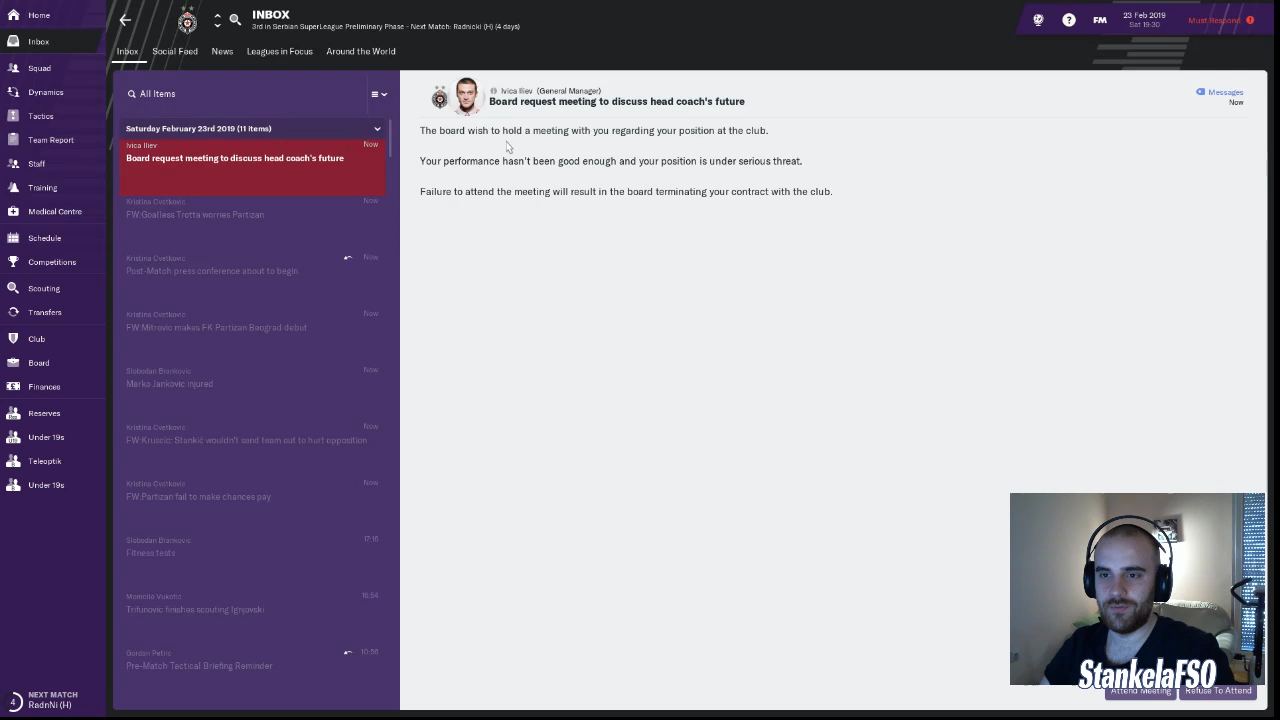 Home
Inbox
Squad
Dynamics
Tactics
Team Report
Staff
Training
Medical Centre
Schedule
Competitions
Scouting
Transfers
Club
Board
Finances
Reserves
Under 19s
Teleoptik
Under 19s
4
NEXT MATCH
RadnNi (H)
INBOX
3rd in Serbian SuperLeague Preliminary Phase - Next Match: Radnicki (H) (4 days)
FM
23 Feb 2019
Sat 19:30
Must Respond
Inbox
Social Feed
News
Leagues in Focus
Around the World
All Items
Saturday February 23rd 2019 (11 items)
Ivica Iliev
Now
Board request meeting to discuss head coach's future
Kristina Cvetkovic
Now
FW:Goalless Trotta worries Partizan
Kristina Cvetkovic
Now
Post-Match press conference about to begin
Kristina Cvetkovic
Now
FW:Mitrovic makes FK Partizan Beograd debut
Slobodan Brankovic
Now
Marko Jankovic injured
Kristina Cvetkovic
Now
FW:Kruscic: Stankić wouldn't send team out to hurt opposition
Kristina Cvetkovic
Now
FW:Partizan fail to make chances pay
Slobodan Brankovic
17:16
Fitness tests
Momcilo Vukotic
16:54
Trifunovic finishes scouting Ignjovski
Gordan Petric
10:56
Pre-Match Tactical Briefing Reminder
Ivica Iliev (General Manager)
Board request meeting to discuss head coach's future
Messages
Now
The board wish to hold a meeting with you regarding your position at the club.
Your performance hasn't been good enough and your position is under serious threat.
Failure to attend the meeting will result in the board terminating your contract with the club.
StankelaFSO
Attend Meeting
Refuse To Attend